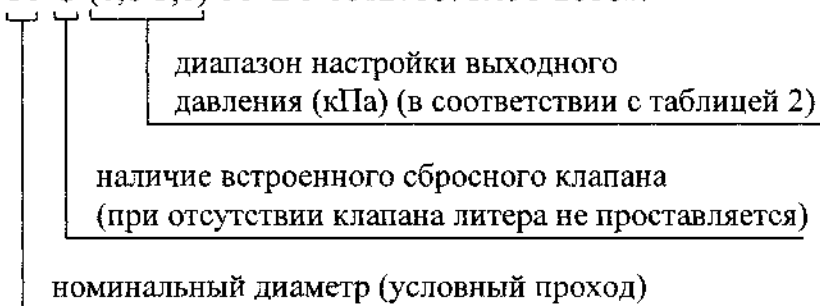 диапазон настройки выходного
давления (кПа) (в соответствии с таблицей 2)
наличие встроенного сбросного клапана
(при отсутствии клапана литера не проставляется)
номинальный диаметр (условный проход)